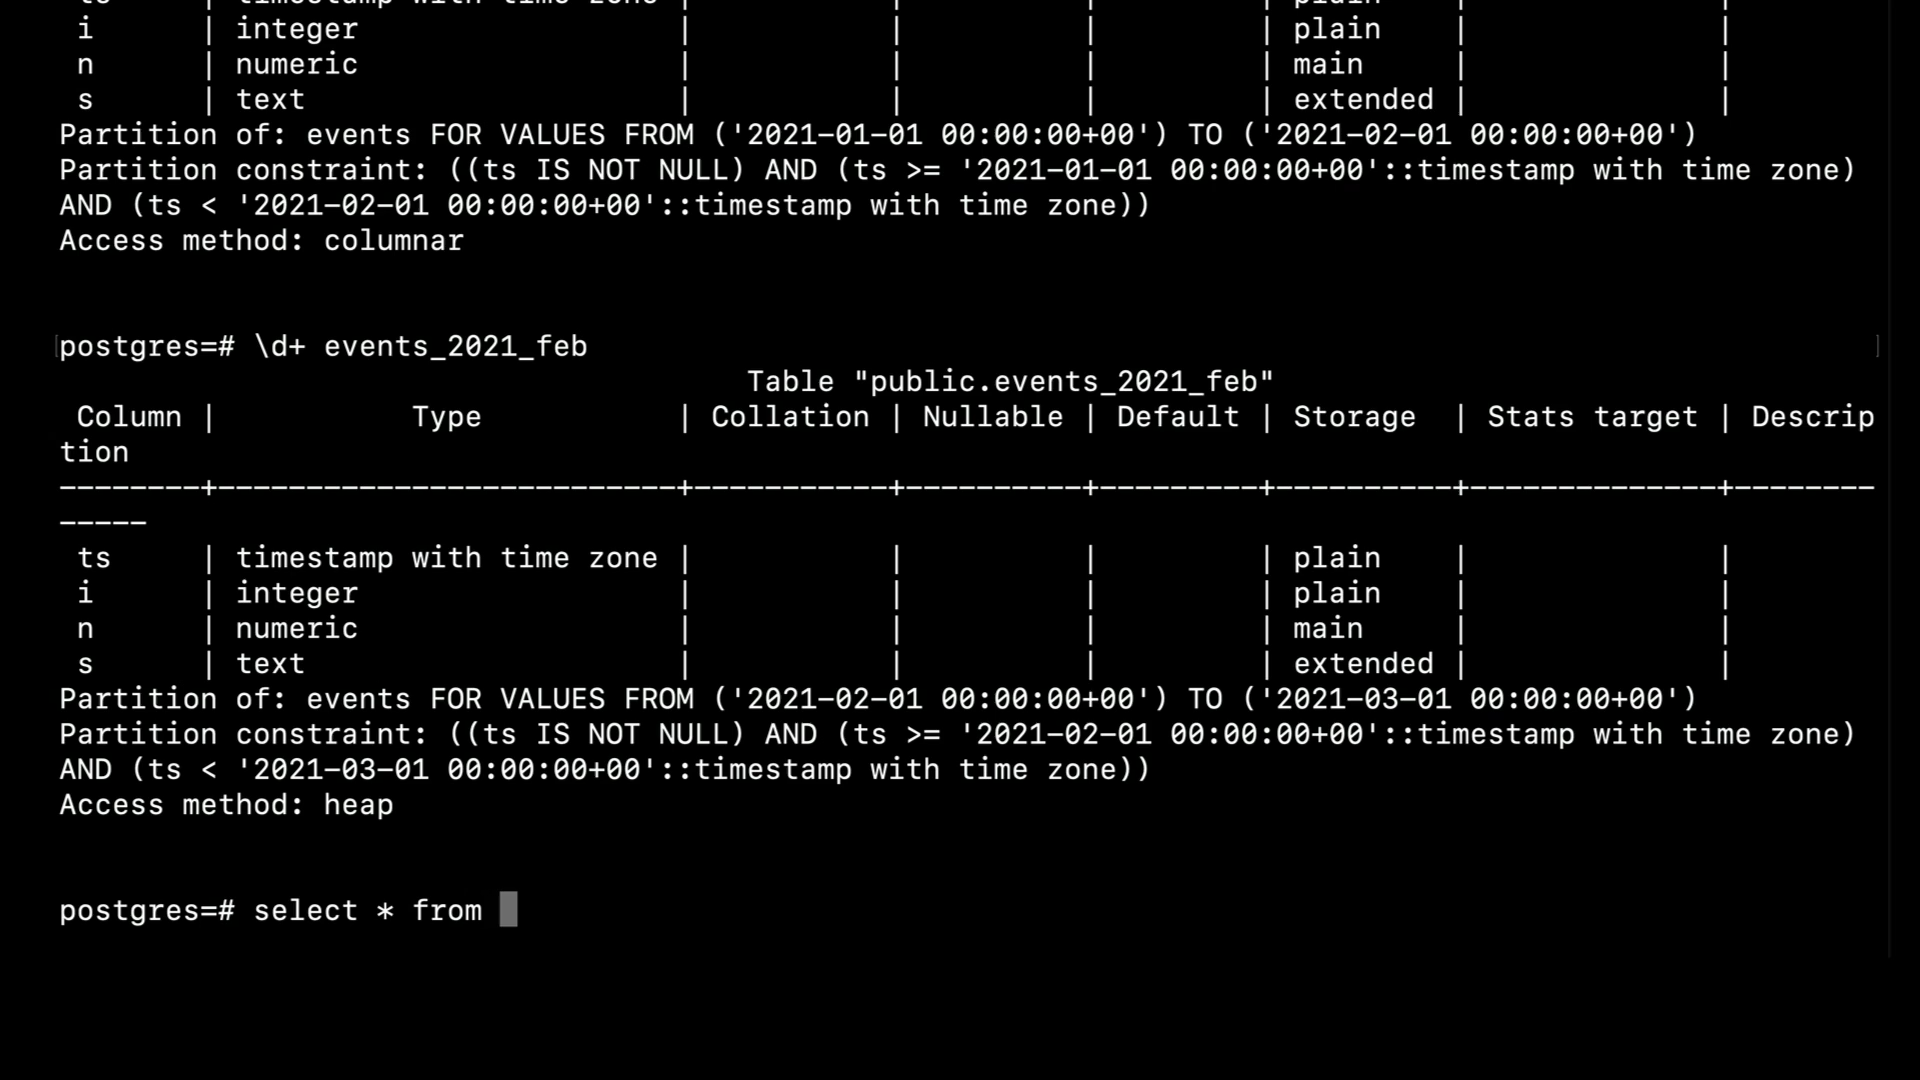 ts | timestamp with time zone | | | | plain | |
i | integer | | | | plain | |
n | numeric | | | | main | |
s | text | | | | extended | |
Partition of: events FOR VALUES FROM ('2021-01-01 00:00:00+00') TO ('2021-02-01 00:00:00+00')
Partition constraint: ((ts IS NOT NULL) AND (ts >= '2021-01-01 00:00:00+00'::timestamp with time zone)
AND (ts < '2021-02-01 00:00:00+00'::timestamp with time zone))
Access method: columnar
[postgres=# \d+ events_2021_feb ]
Table "public.events_2021_feb"
Column | Type | Collation | Nullable | Default | Storage | Stats target | Descrip
tion
--------+--------------------------+-----------+----------+---------+----------+--------------+--------
-----
ts | timestamp with time zone | | | | plain | |
i | integer | | | | plain | |
n | numeric | | | | main | |
s | text | | | | extended | |
Partition of: events FOR VALUES FROM ('2021-02-01 00:00:00+00') TO ('2021-03-01 00:00:00+00')
Partition constraint: ((ts IS NOT NULL) AND (ts >= '2021-02-01 00:00:00+00'::timestamp with time zone)
AND (ts < '2021-03-01 00:00:00+00'::timestamp with time zone))
Access method: heap
postgres=# select * from